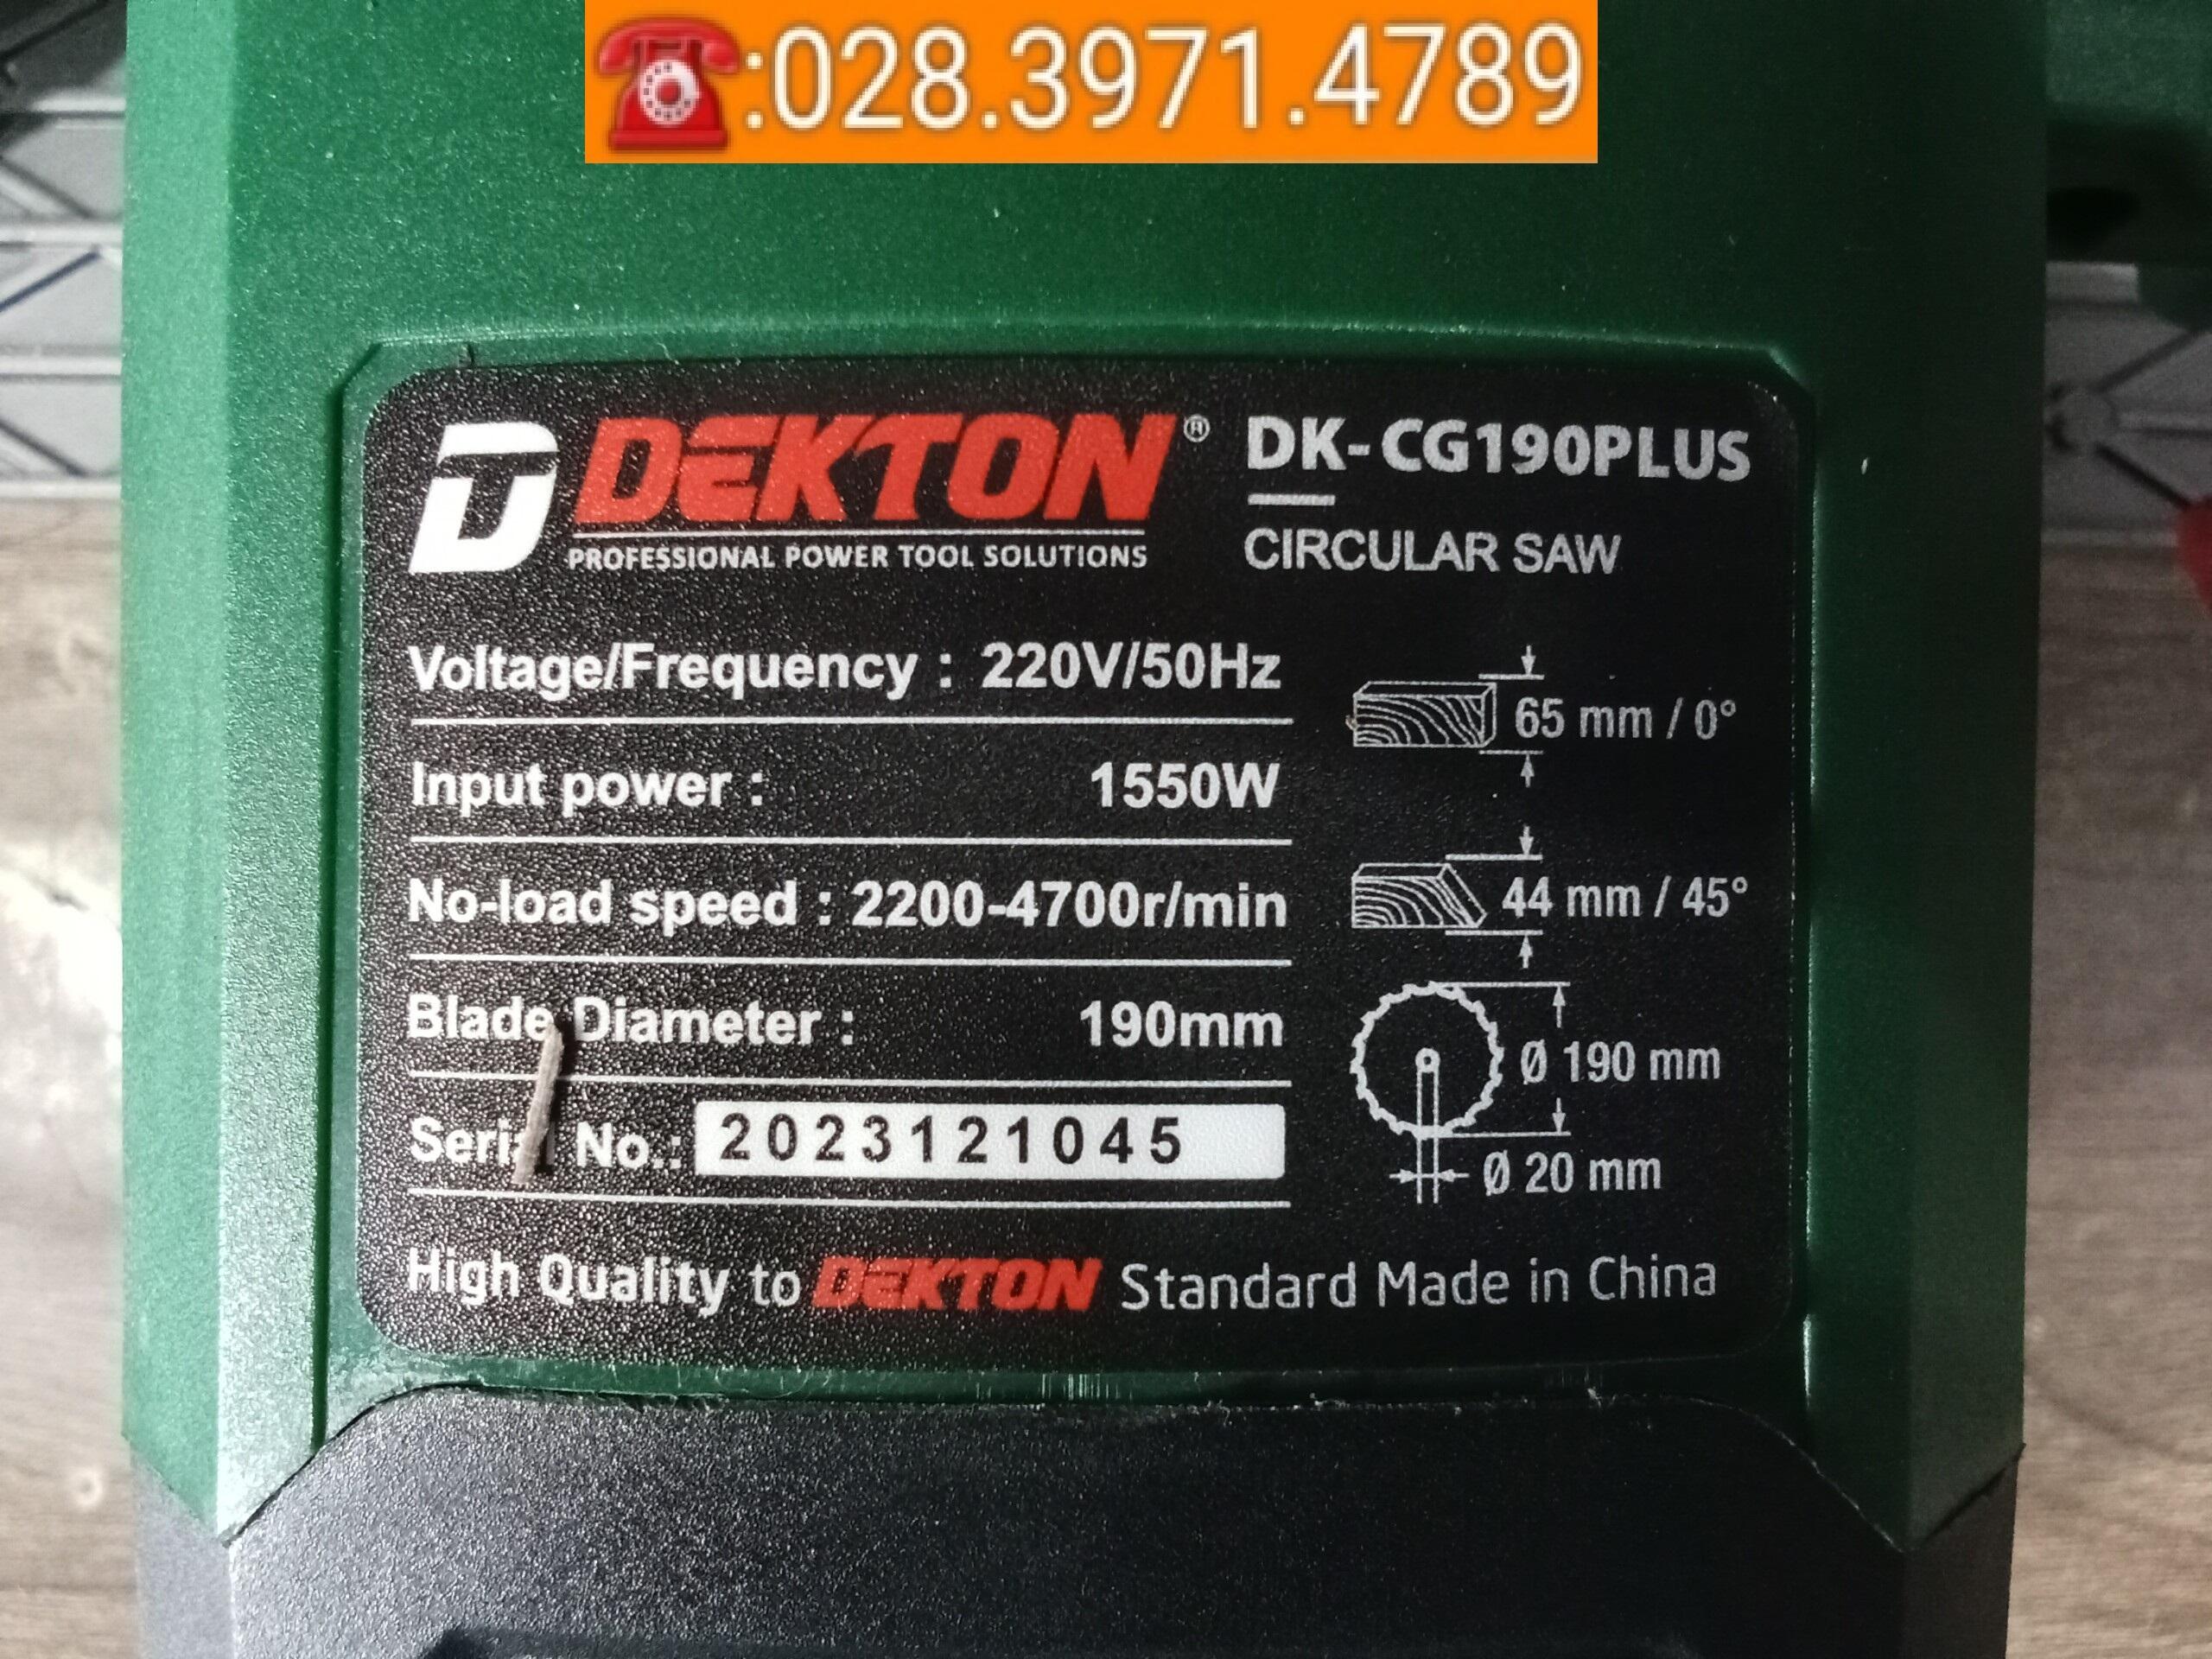 ☎:028.3971.4789
DEKTON® DK-CG190PLUS
PROFESSIONAL POWER TOOL SOLUTIONS
CIRCULAR SAW
Voltage/Frequency : 220V/50Hz
65 mm / 0°
Input power : 1550W
No-load speed : 2200-4700r/min
44 mm / 45°
Blade Diameter : 190mm
Ø 190 mm
Serial No.: 2023121045
Ø 20 mm
High Quality to DEKTON Standard Made in China